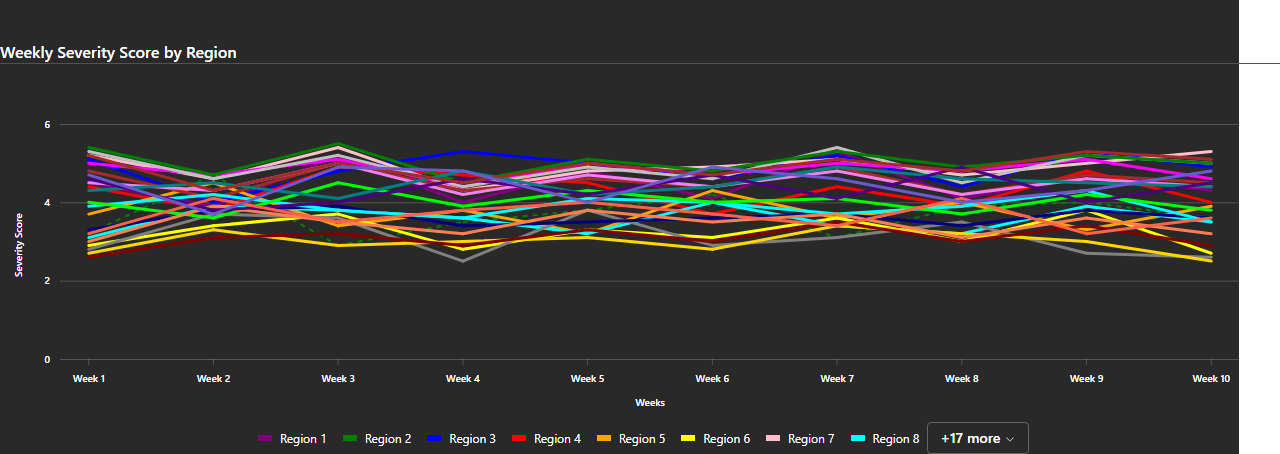 Weekly Severity Score by Region
6
4
2
0
Severity Score
Week 1 Week 2 Week 3 Week 4 Week 5 Week 6 Week 7 Week 8 Week 9 Week 10
Weeks
Region 1 Region 2 Region 3 Region 4 Region 5 Region 6 Region 7 Region 8 +17 more